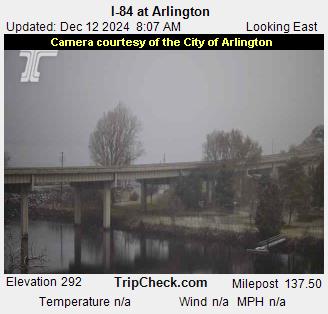 I-84 at Arlington
Updated: Dec 12 2024 8:07 AM Looking East
Camera courtesy of the City of Arlington
Elevation 292 TripCheck.com Milepost 137.50
Temperature n/a Wind n/a MPH n/a